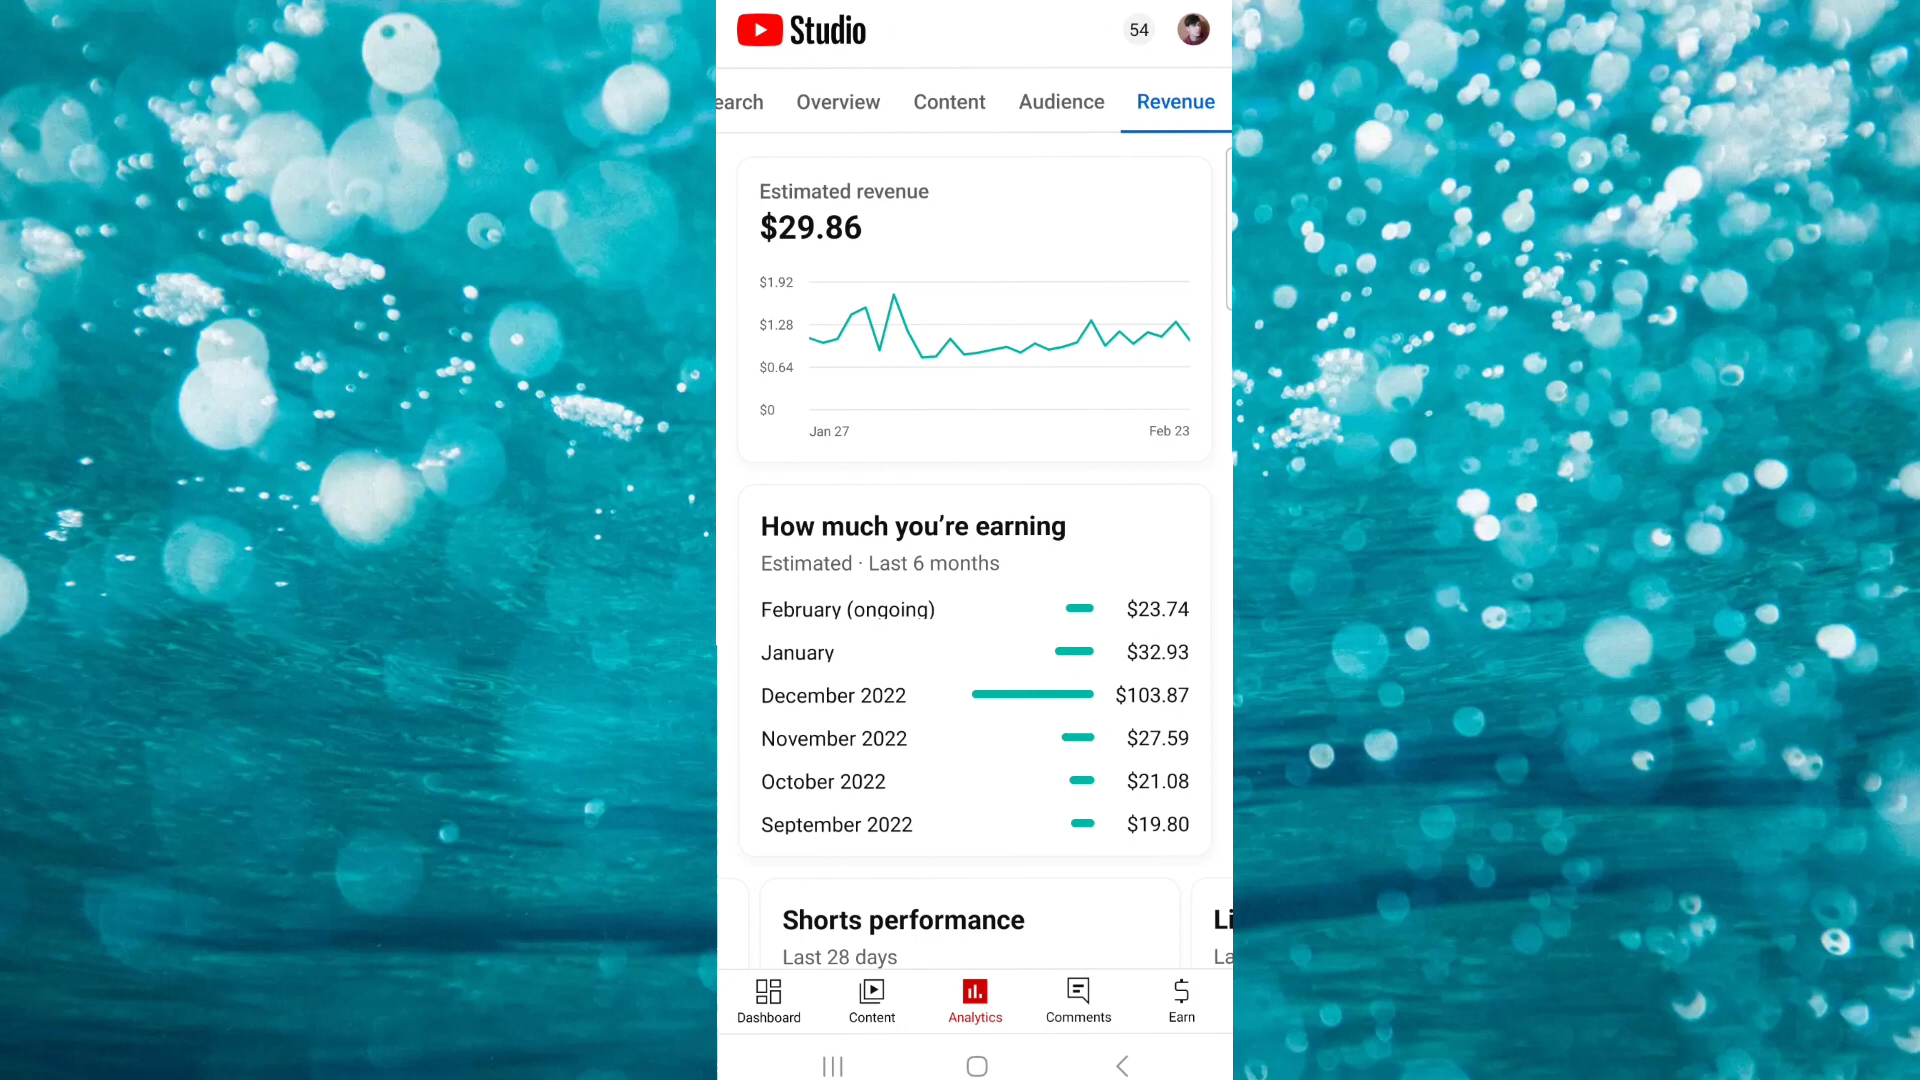 Studio
54
earch Overview Content Audience Revenue
Estimated revenue
$29.86
$1.92
$1.28
$0.64
$0
Jan 27 Feb 23
How much you’re earning
Estimated · Last 6 months
February (ongoing) $23.74
January $32.93
December 2022 $103.87
November 2022 $27.59
October 2022 $21.08
September 2022 $19.80
Shorts performance Li
Last 28 days La
Dashboard Content Analytics Comments Earn